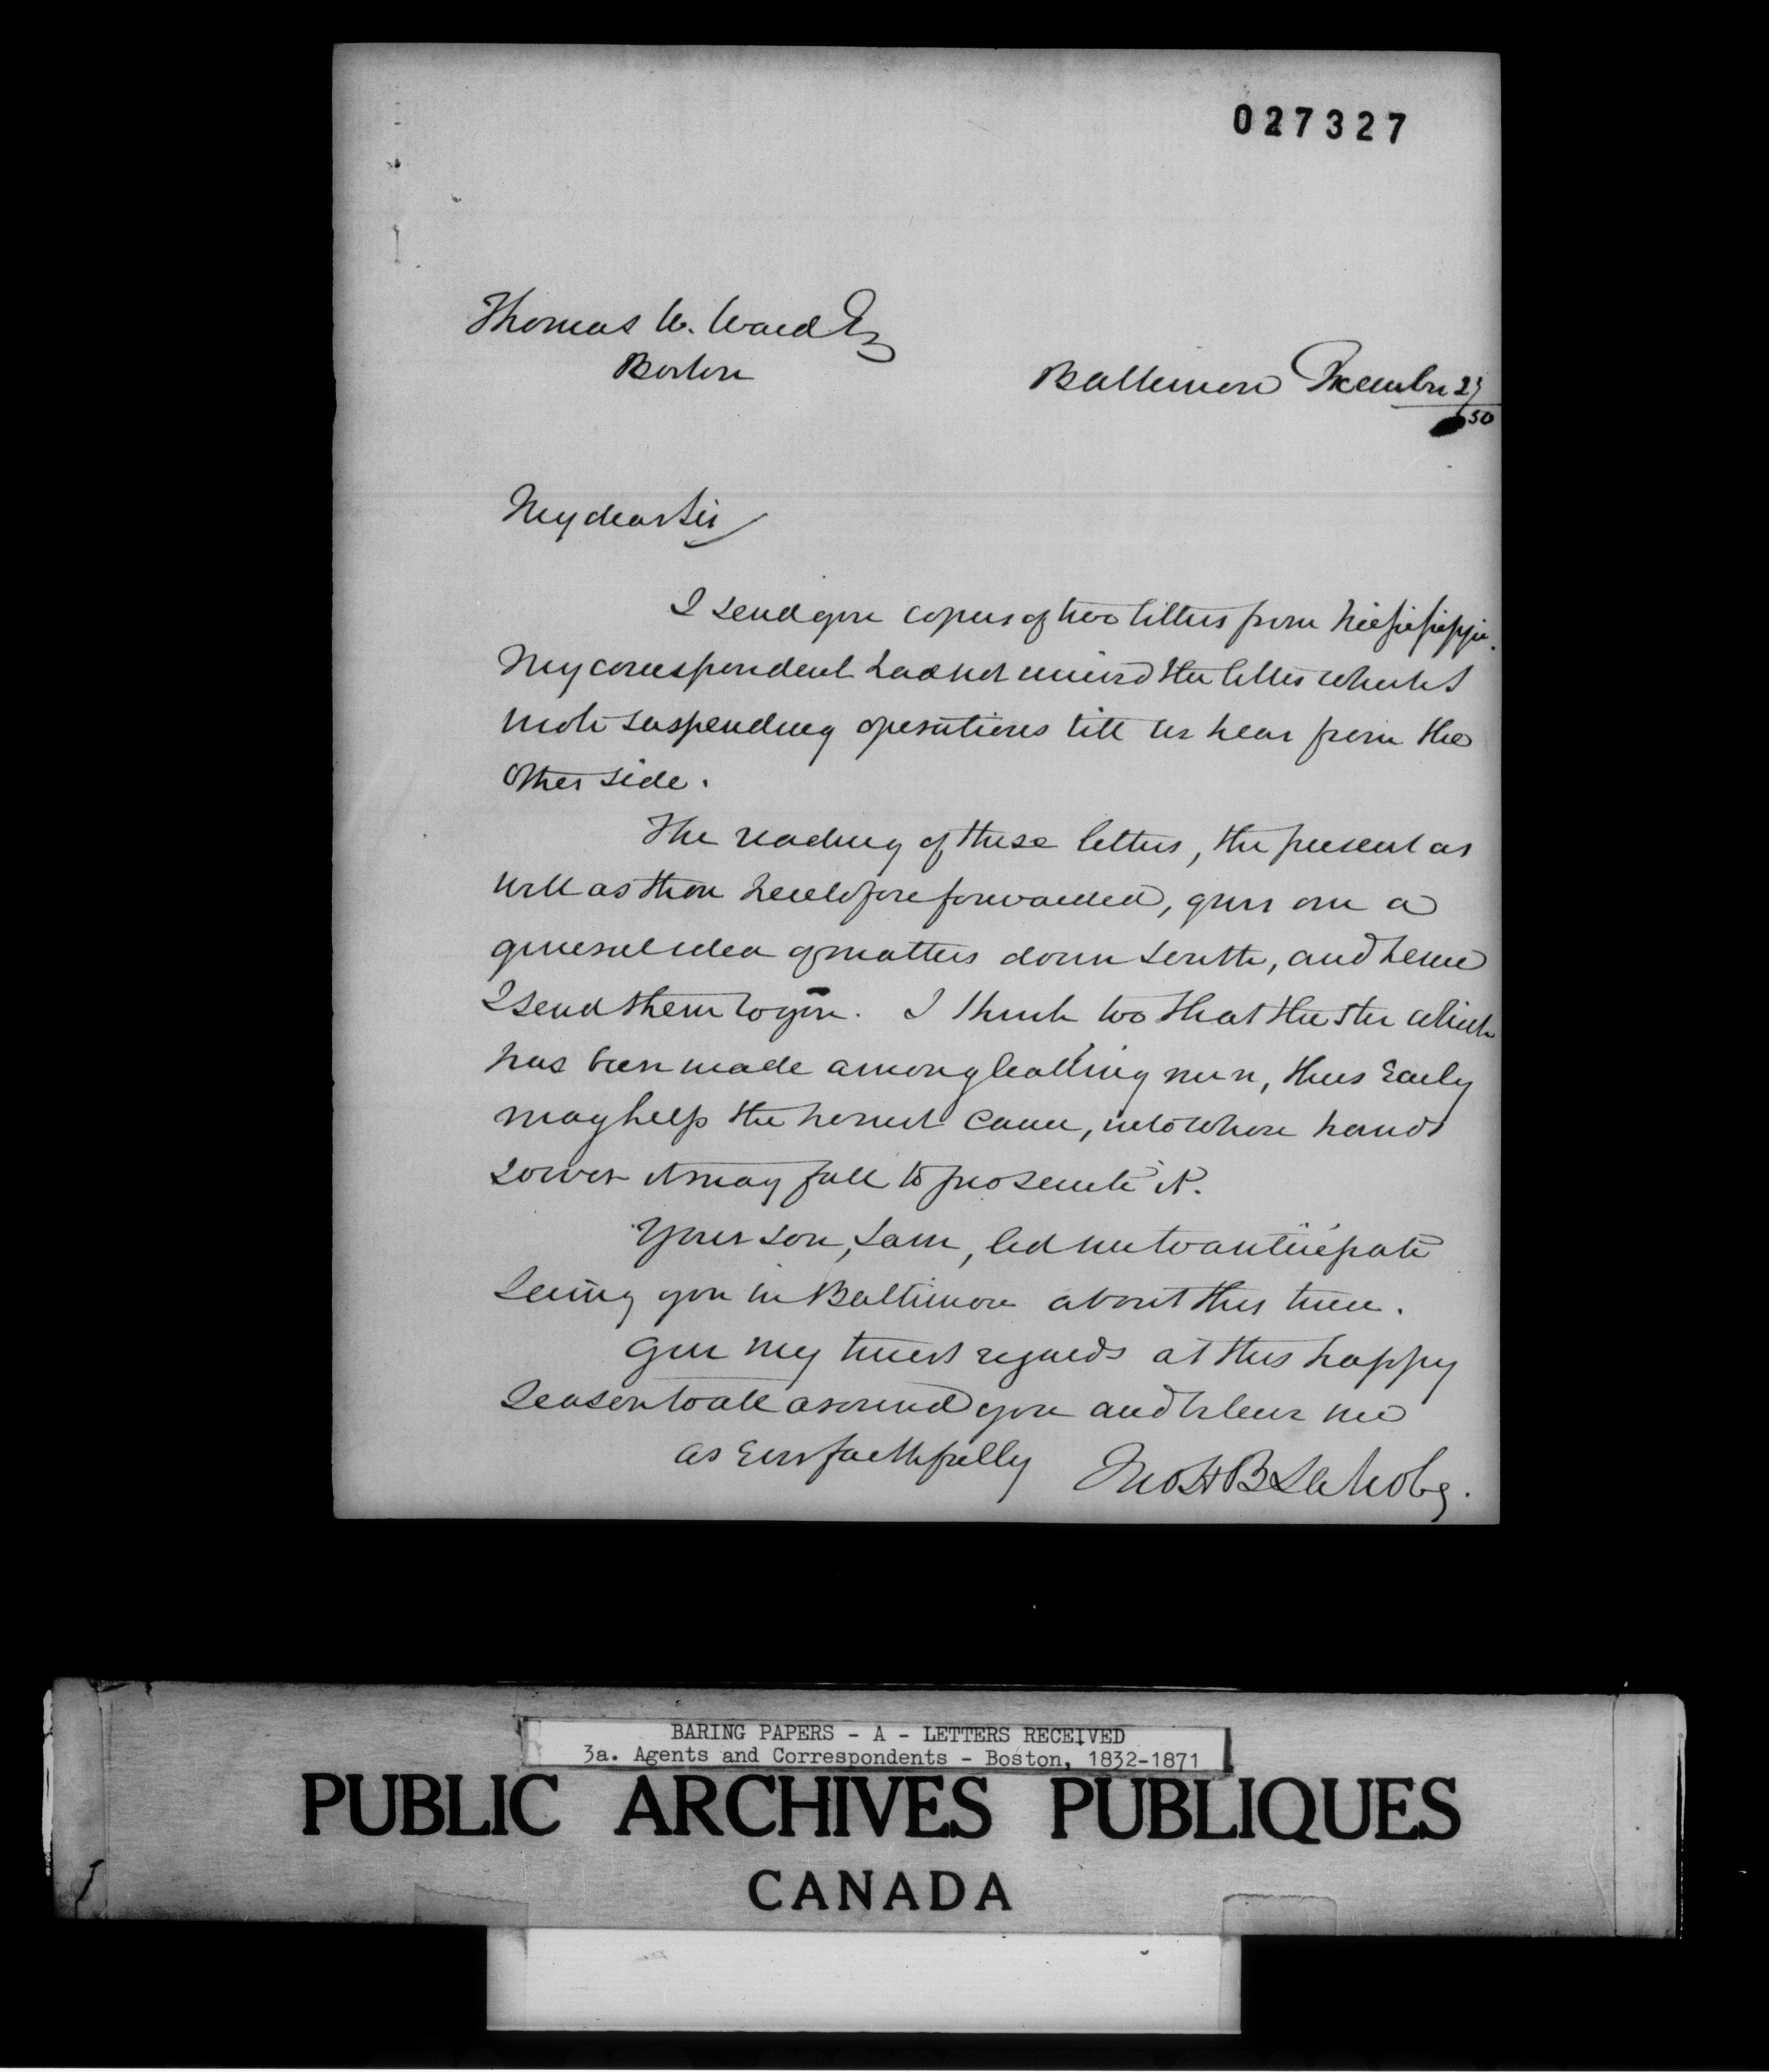 027327
Thomas W. Ward Esq
Boston
Baltimore December 27
50
My dear Sir
I send you copies of two letters from Mississippi.
My correspondent had not received the letter which I
wrote suspending operations till we hear from the
other side.
The reading of these letters, the present as
well as those heretofore forwarded, gives one a
general idea of matters down South, and hence
I send them to you. I think too that the stir which
has been made among leading men, thus early
may help the honest cause, into whose hands
soever it may fall to prosecute it.
Your son, Sam, led me to anticipate
seeing you in Baltimore about this time.
Give my truest regards at this happy
season to all around you and believe me
as ever faithfully Jno H B Latrobe.
BARING PAPERS - A - LETTERS RECEIVED
3a. Agents and Correspondents - Boston, 1832-1871
PUBLIC ARCHIVES PUBLIQUES
CANADA